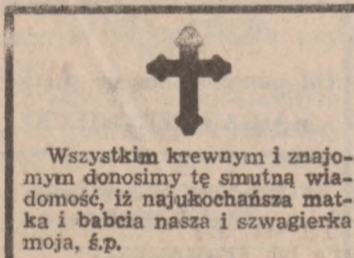 Wszystkim krewnym i znajo-
mym donosimy tę smutną wia-
domość, iż najukochańsza mat-
ka i babcia nasza i szwagierka
moja, ś.p.